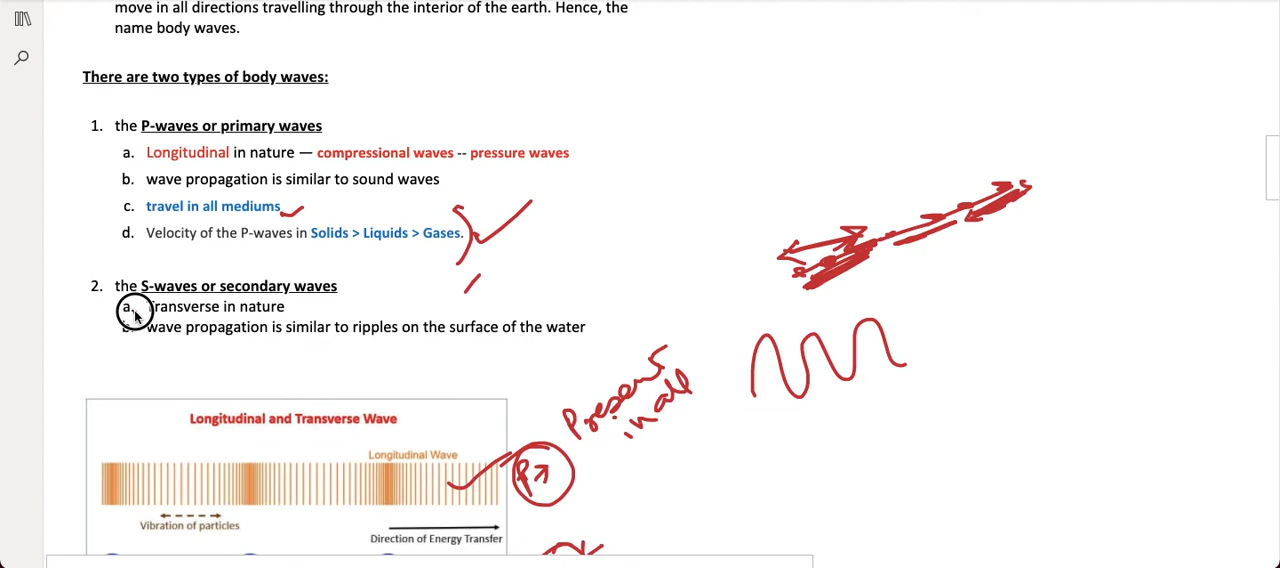 move in all directions travelling through the interior of the earth. Hence, the
name body waves.
There are two types of body waves:
1. the P-waves or primary waves
a. Longitudinal in nature — compressional waves -- pressure waves
b. wave propagation is similar to sound waves
c. travel in all mediums
d. Velocity of the P-waves in Solids > Liquids > Gases.
2. the S-waves or secondary waves
a. Transverse in nature
b. wave propagation is similar to ripples on the surface of the water
Present
in all
Longitudinal and Transverse Wave
Longitudinal Wave
P
Vibration of particles
Direction of Energy Transfer